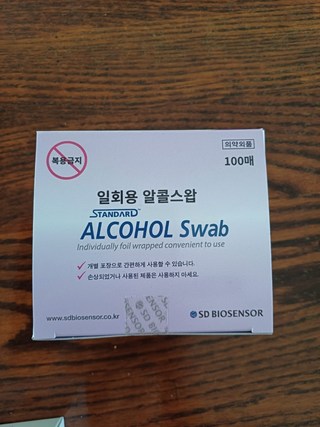 복용금지
의약외품
100매
일회용 알콜스왑
STANDARD
ALCOHOL Swab
Individually foil wrapped convenient to use
✓ 개별 포장으로 간편하게 사용할 수 있습니다.
✓ 손상되었거나 사용된 제품은 사용하지 마세요.
SD BIOSENSOR
www.sdbiosensor.co.kr
SD BIOSENSOR